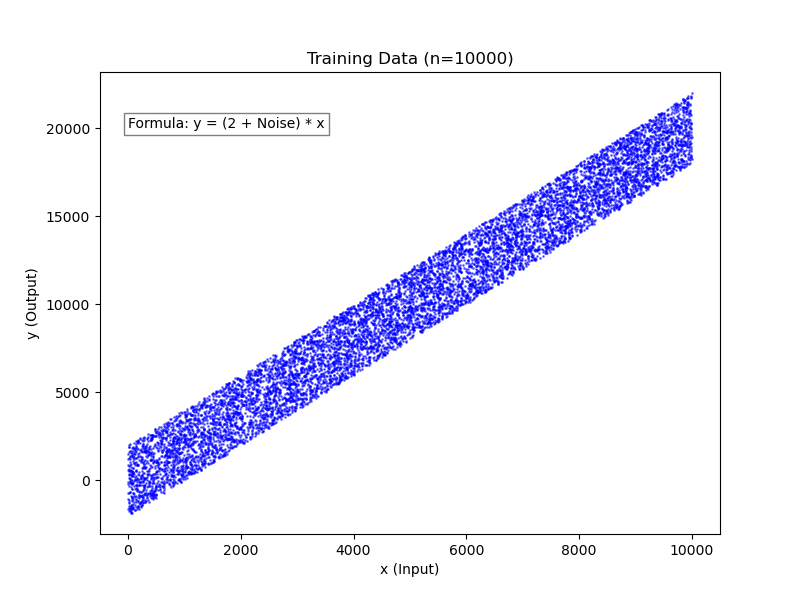 Training Data (n=10000)
Formula: y = (2 + Noise) * x
20000
15000
10000
5000
0
y (Output)
0 2000 4000 6000 8000 10000
x (Input)